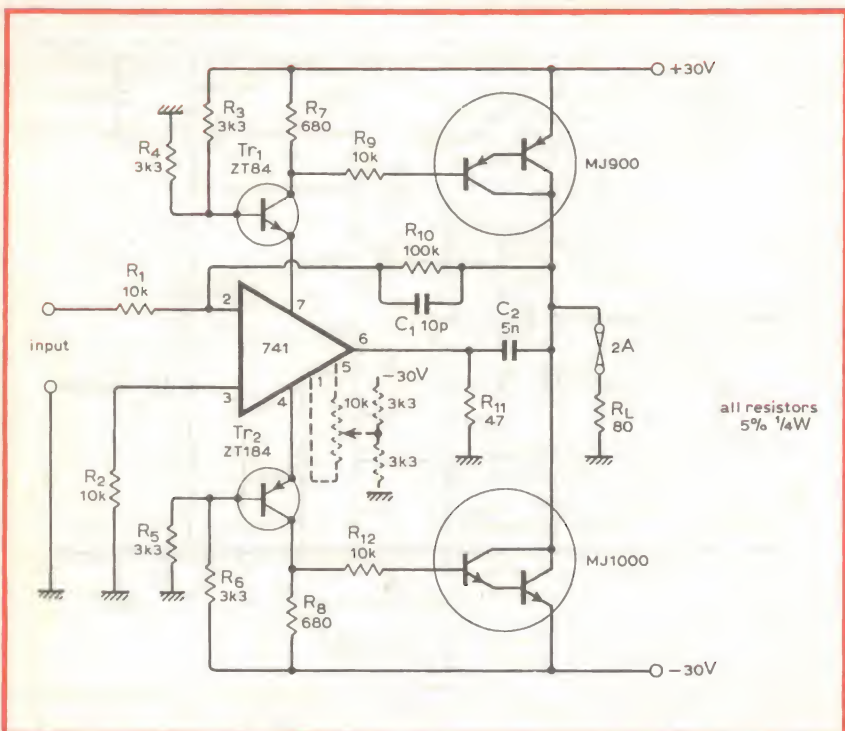 +30V
R3
3k3
R7
680
R4
3k3
Tr1
ZT84
R9
10k
MJ900
R10
100k
R1
10k
C1 10p
2
7
input
741
6
C2
5n
5
1
3
4
10k
-30V
3k3
3k3
R11
47
2A
RL
80
all resistors
5% ¼W
Tr2
ZT184
R2
10k
R5
3k3
R6
3k3
R12
10k
R8
680
MJ1000
-30V